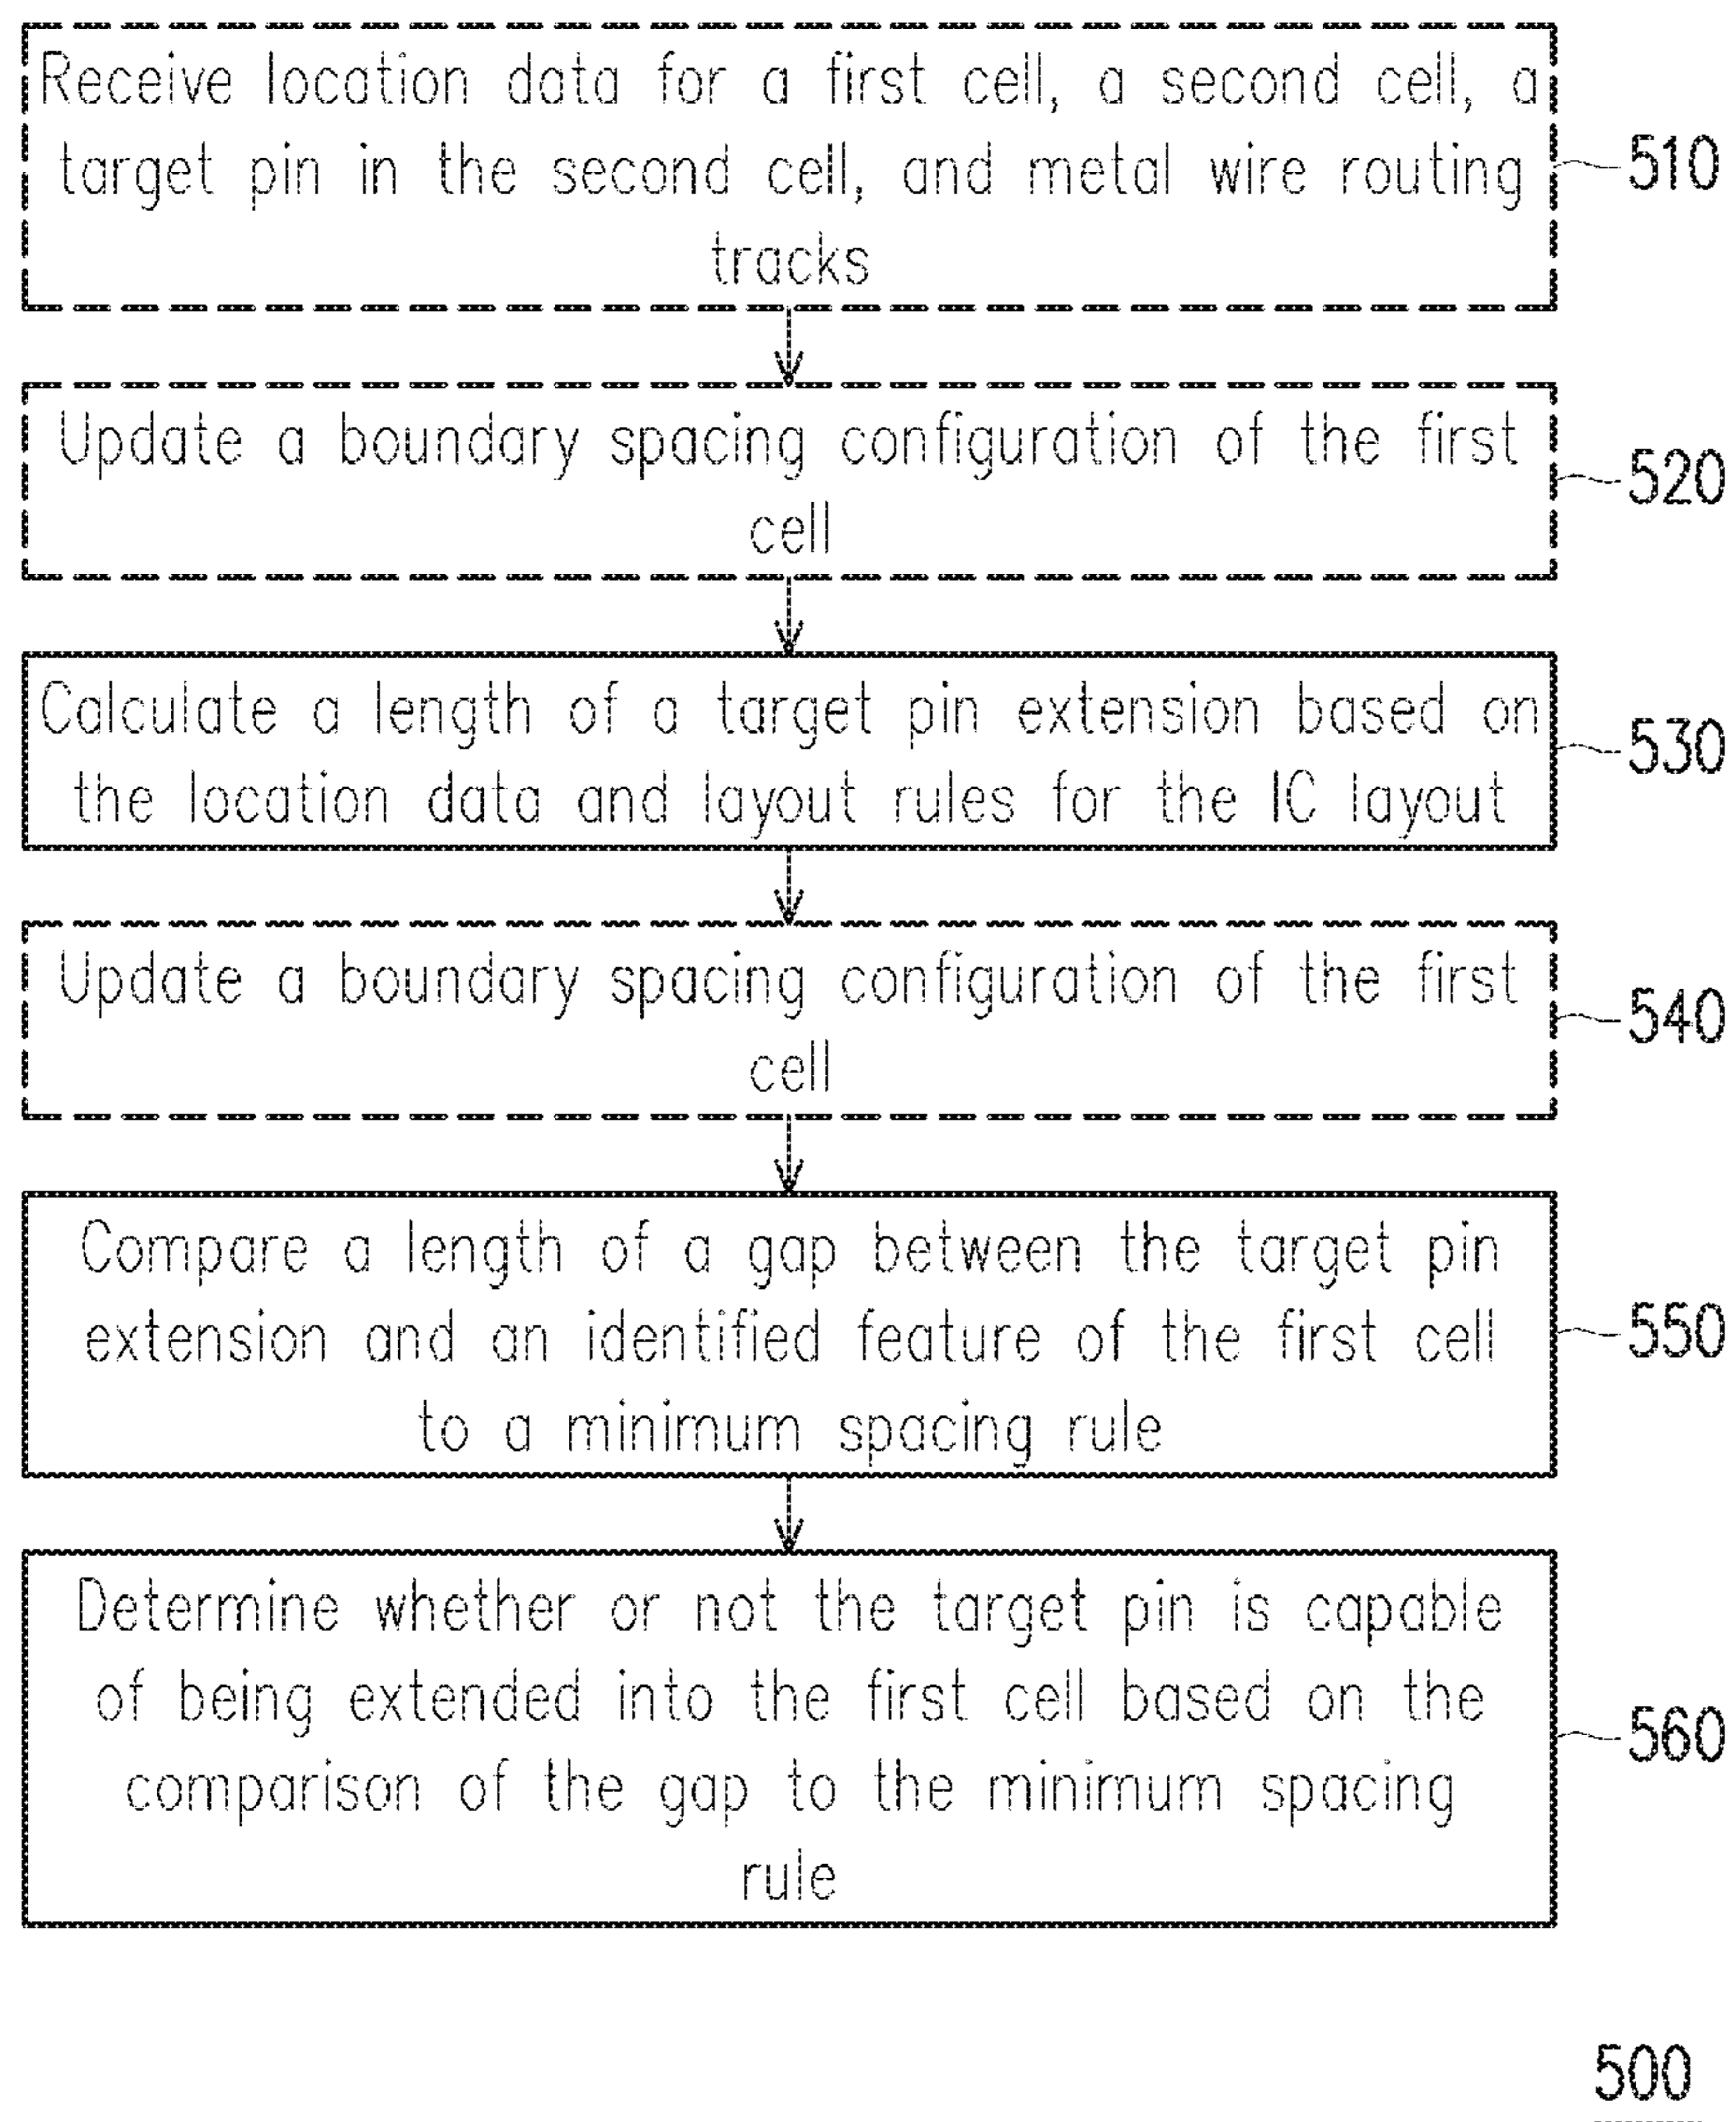 Receive location data for a first cell, a second cell, a
target pin in the second cell, and metal wire routing
tracks
510
Update a boundary spacing configuration of the first
cell
520
Calculate a length of a target pin extension based on
the location data and layout rules for the IC layout
530
Update a boundary spacing configuration of the first
cell
540
Compare a length of a gap between the target pin
extension and an identified feature of the first cell
to a minimum spacing rule
550
Determine whether or not the target pin is capable
of being extended into the first cell based on the
comparison of the gap to the minimum spacing
rule
560
500